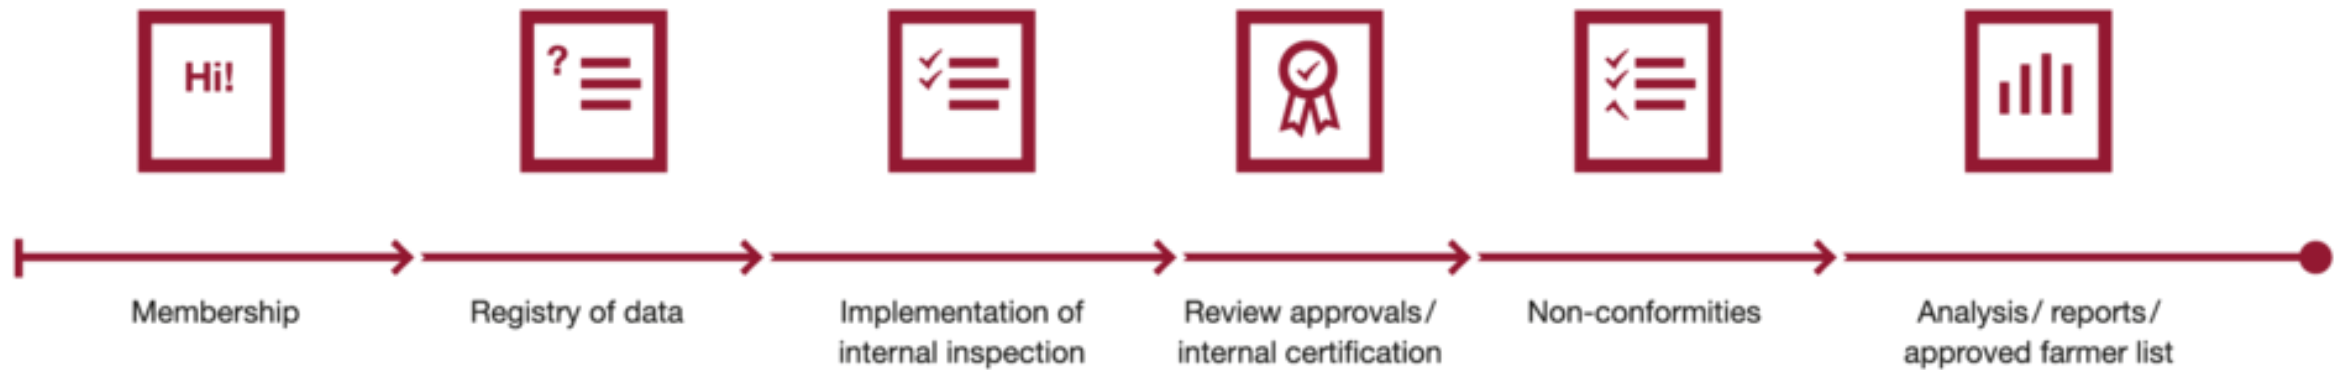 Hi!
?
Membership
Registry of data
Implementation of
internal inspection
Review approvals/
internal certification
Non-conformities
Analysis/ reports/
approved farmer list